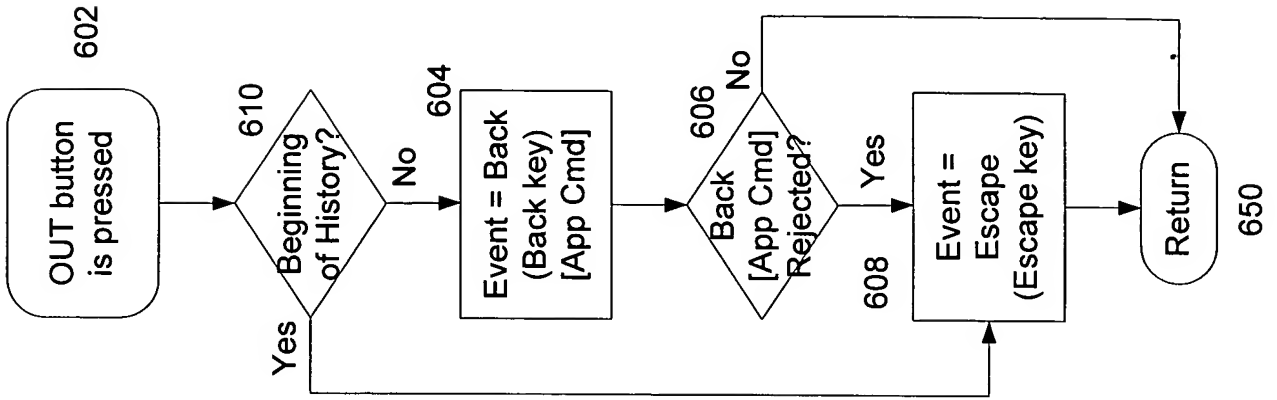 OUT button
is pressed
602
Beginning
of History?
610
Yes
No
Event = Back
(Back key)
[App Cmd]
604
Back
[App Cmd]
Rejected?
606
No
Yes
608
Event =
Escape
(Escape key)
Return
650